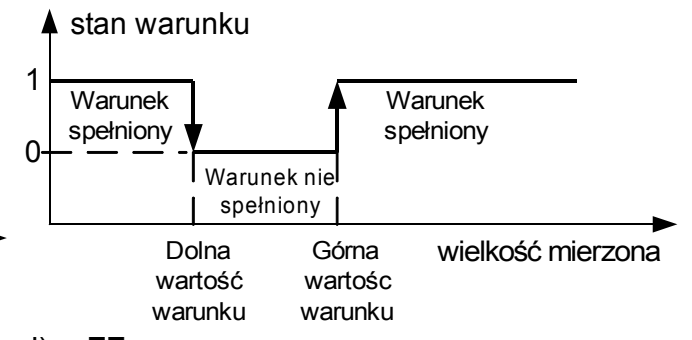 stan warunku
1
Warunek
spełniony
Warunek
spełniony
0
Warunek nie
spełniony
Dolna
wartość
warunku
Górna
wartośc
warunku
wielkość mierzona